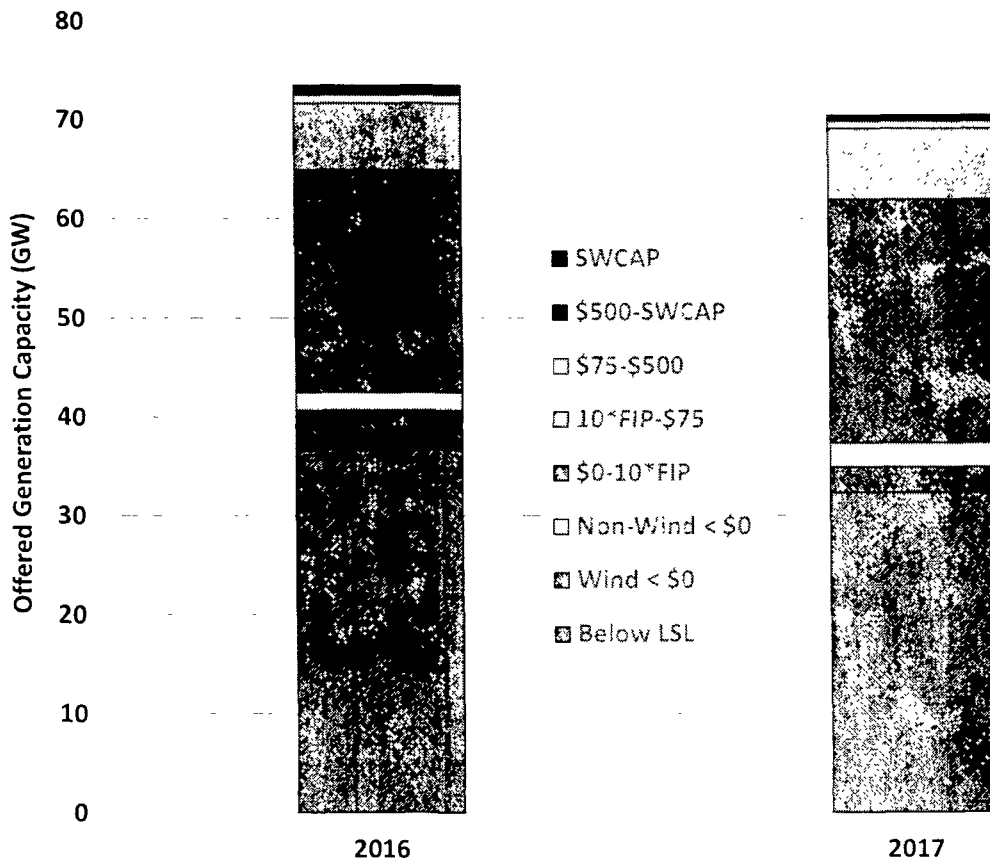 80
70
60
50
40
30
20
10
0
Offered Generation Capacity (GW)
SWCAP
$500-SWCAP
$75-$500
10*FIP-$75
$0-10*FIP
Non-Wind < $0
Wind < $0
Below LSL
2016
2017